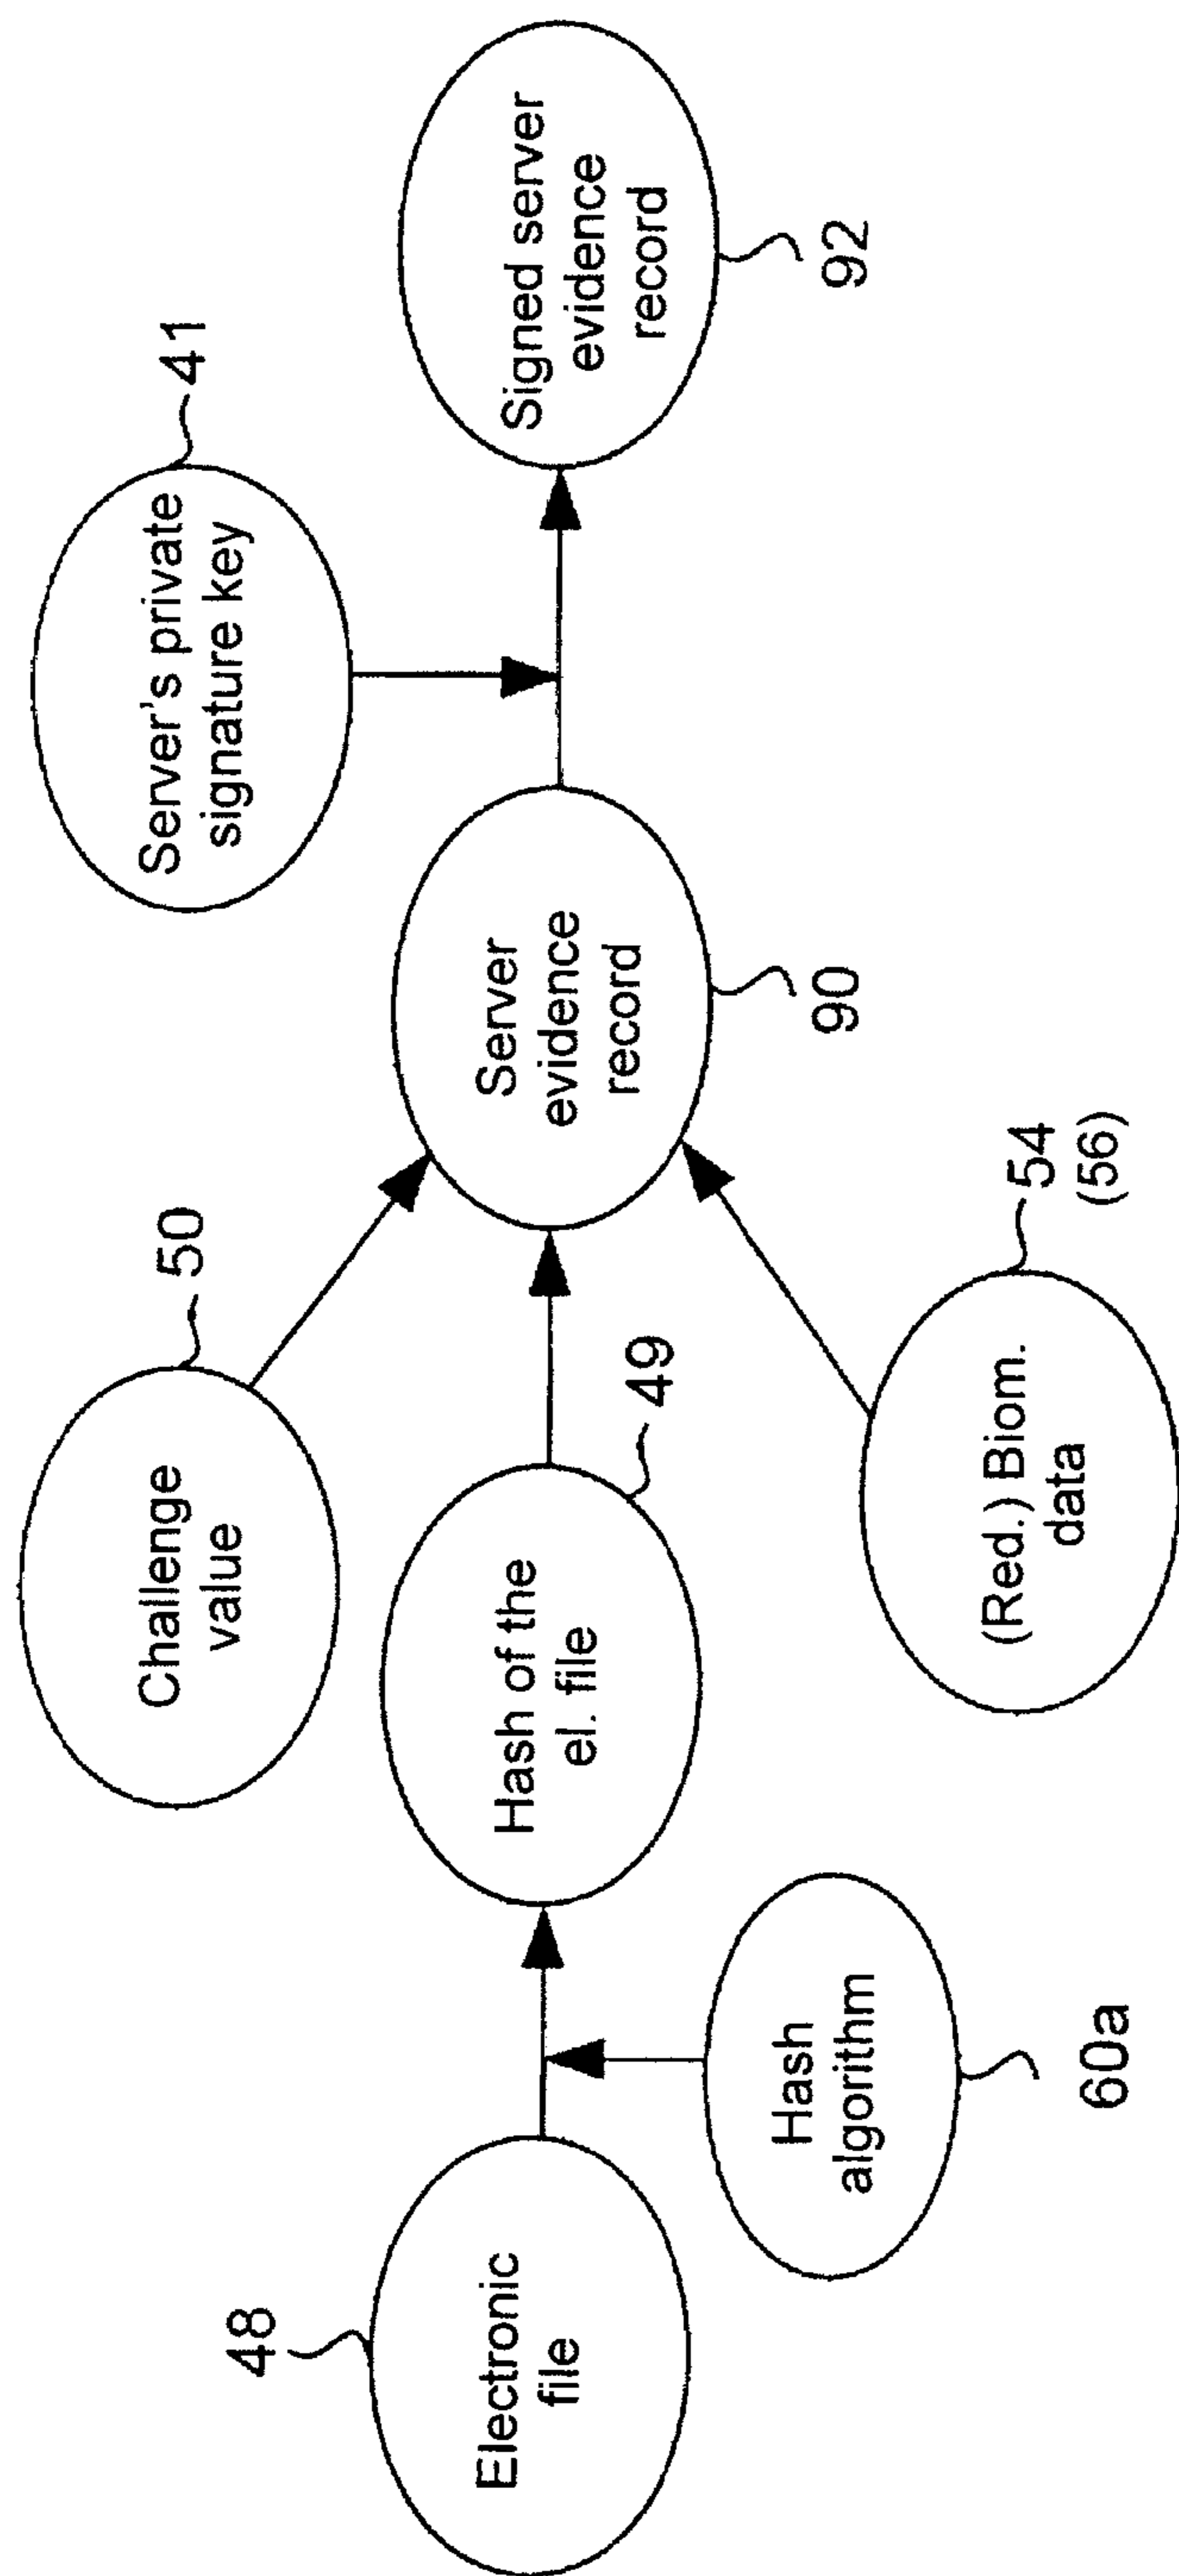 48
Electronic
file
Hash
algorithm
60a
Hash of the
el. file
49
Challenge
value
50
(Red.) Biom.
data
54
(56)
Server
evidence
record
90
Server's private
signature key
41
Signed server
evidence
record
92